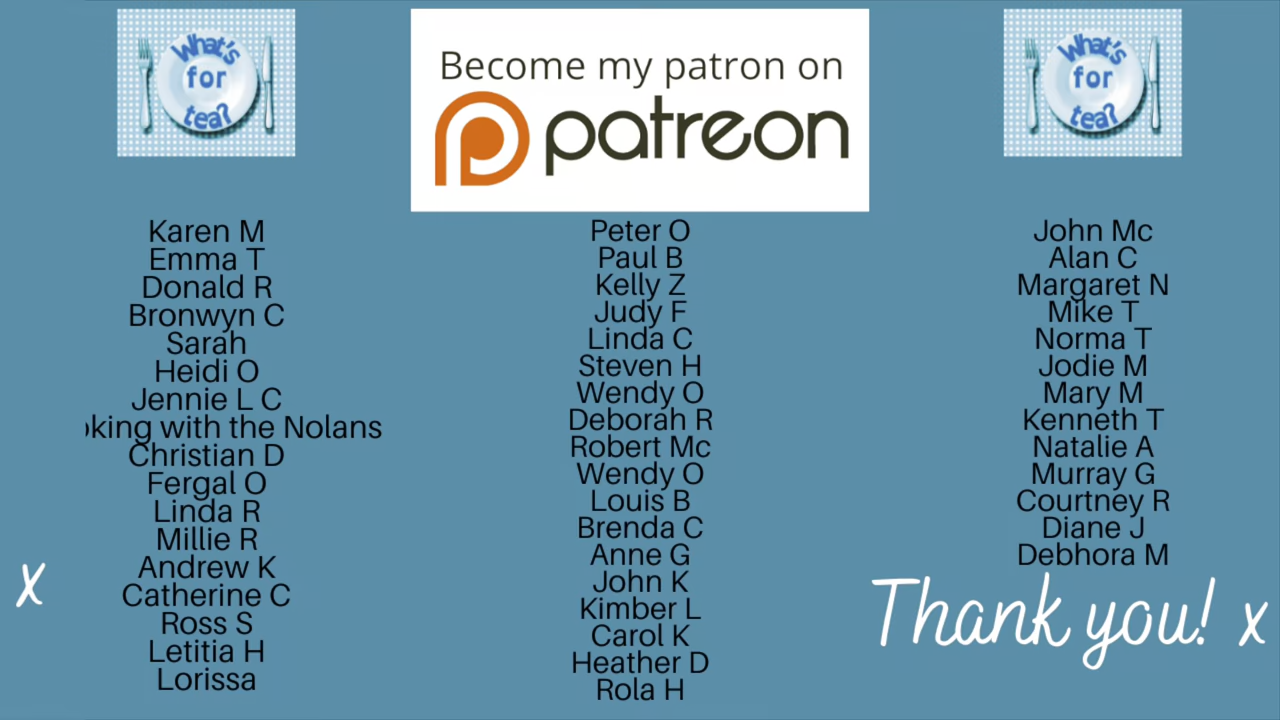 What's
for
tea?
Become my patron on
patreon
What's
for
tea?
Karen M
Emma T
Donald R
Bronwyn C
Sarah
Heidi O
Jennie L C
with the Nolans
Christian D
Fergal O
Linda R
Millie R
Andrew K
Catherine C
Ross S
Letitia H
Lorissa
Peter O
Paul B
Kelly Z
Judy F
Linda C
Steven H
Wendy O
Deborah R
Robert Mc
Wendy O
Louis B
Brenda C
Anne G
John K
Kimber L
Carol K
Heather D
Rola H
John Mc
Alan C
Margaret N
Mike T
Norma T
Jodie M
Mary M
Kenneth T
Natalie A
Murray G
Courtney R
Diane J
Debhora M
x
Thank you! x